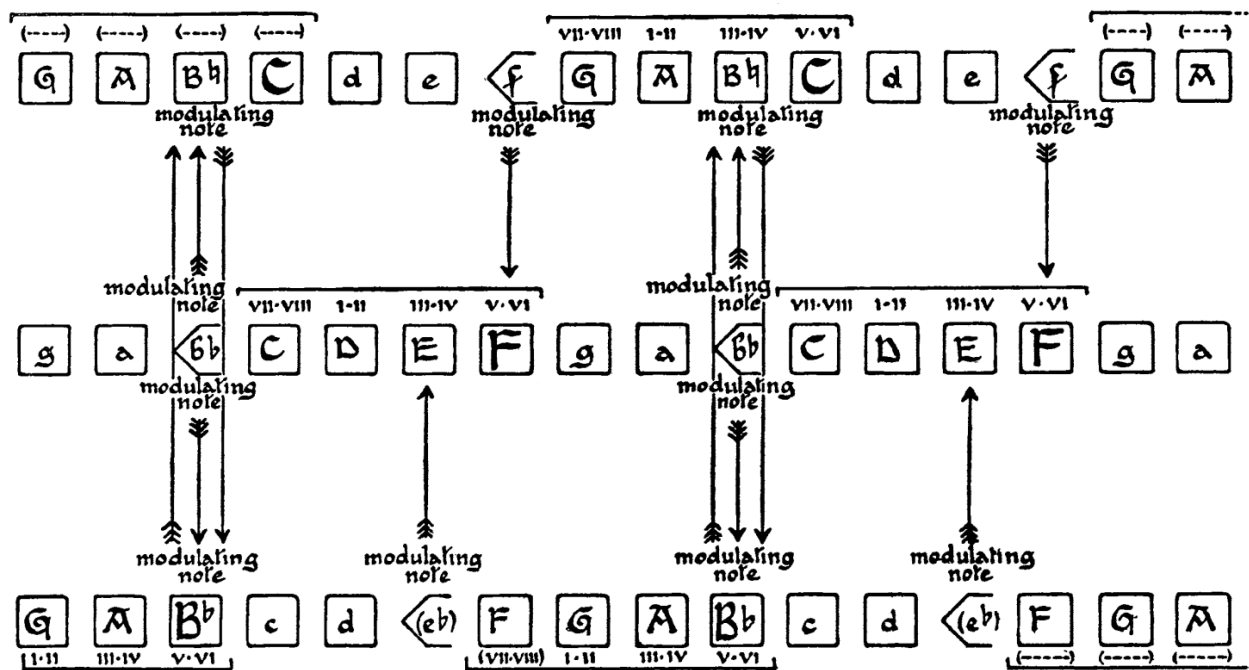 (-----) (-----) (-----) (-----) VII·VIII I·II III·IV V·VI (-----) (-----)
G A B♮ C d e f G A B♮ C d e f G A
modulating note modulating note modulating note modulating note
modulating note VII·VIII I·II III·IV V·VI modulating note VII·VIII I·II III·IV V·VI
g a B♭ C D E F g a B♭ C D E F g a
modulating note modulating note
modulating note modulating note modulating note modulating note
G A B♭ c d (e♭) F G A B♭ c d (e♭) F G A
I·II III·IV V·VI (VII·VIII) I·II III·IV V·VI (-----) (-----) (-----)